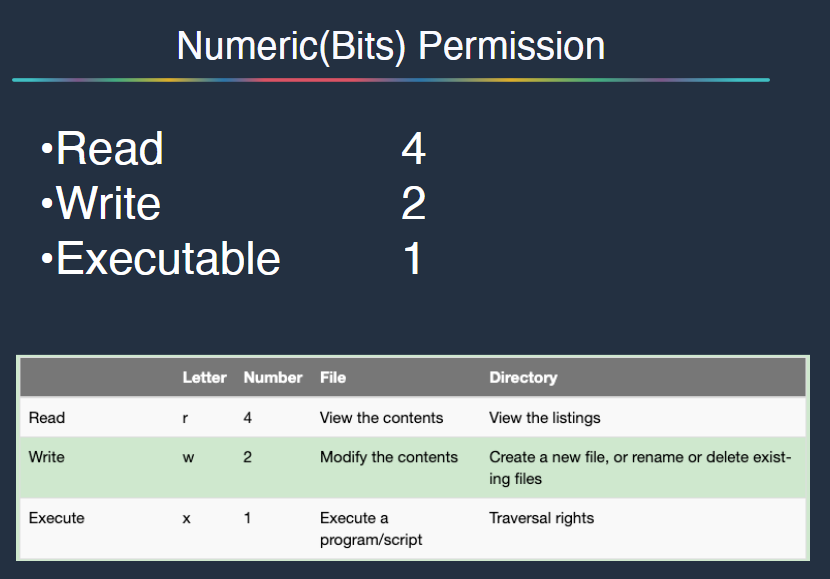 Numeric(Bits) Permission
•Read 4
•Write 2
•Executable 1
Letter Number File Directory
Read r 4 View the contents View the listings
Write w 2 Modify the contents Create a new file, or rename or delete exist-
ing files
Execute x 1 Execute a Traversal rights
program/script